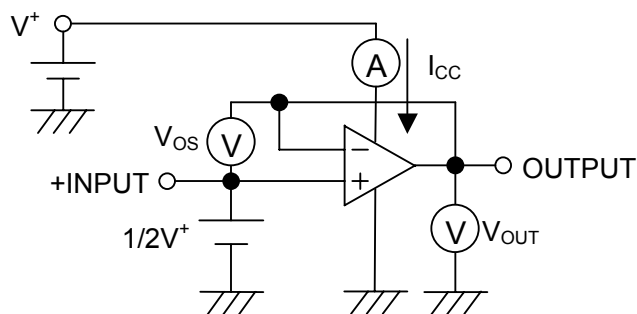 V⁺
A
I_CC
V_OS
V
−
+
+INPUT
OUTPUT
1/2V⁺
V
V_OUT